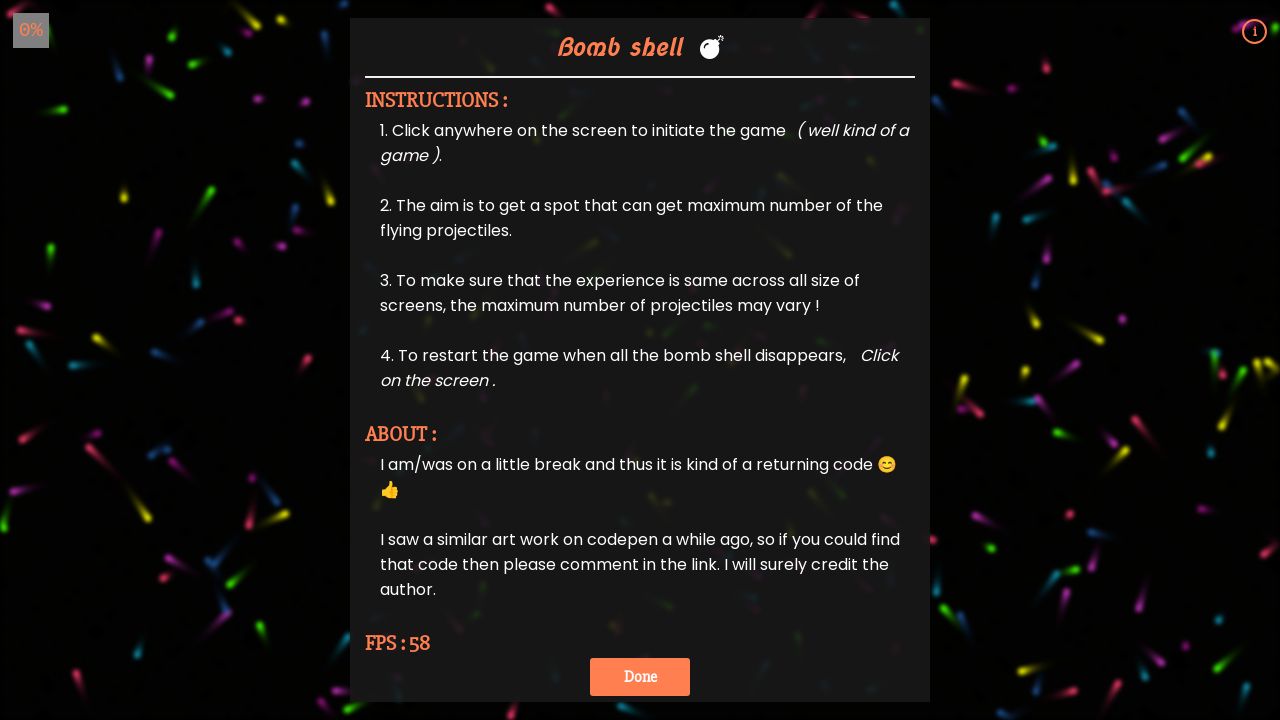 0%
Bomb shell 💣
i
INSTRUCTIONS :
1. Click anywhere on the screen to initiate the game ( well kind of a
game ).
2. The aim is to get a spot that can get maximum number of the
flying projectiles.
3. To make sure that the experience is same across all size of
screens, the maximum number of projectiles may vary !
4. To restart the game when all the bomb shell disappears, Click
on the screen .
ABOUT :
I am/was on a little break and thus it is kind of a returning code 😊
👍
I saw a similar art work on codepen a while ago, so if you could find
that code then please comment in the link. I will surely credit the
author.
FPS : 58
Done